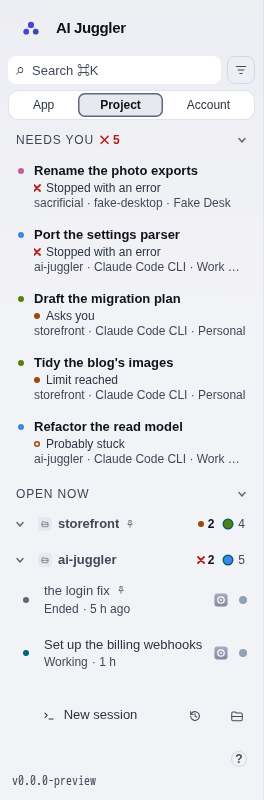 AI Juggler
Search ⌘K
App Project Account
NEEDS YOU 5
Rename the photo exports
Stopped with an error
sacrificial · fake-desktop · Fake Desk
Port the settings parser
Stopped with an error
ai-juggler · Claude Code CLI · Work …
Draft the migration plan
Asks you
storefront · Claude Code CLI · Personal
Tidy the blog's images
Limit reached
storefront · Claude Code CLI · Personal
Refactor the read model
Probably stuck
ai-juggler · Claude Code CLI · Work …
OPEN NOW
storefront 2 4
ai-juggler 2 5
the login fix
Ended · 5 h ago
Set up the billing webhooks
Working · 1 h
New session
?
v0.0.0-preview